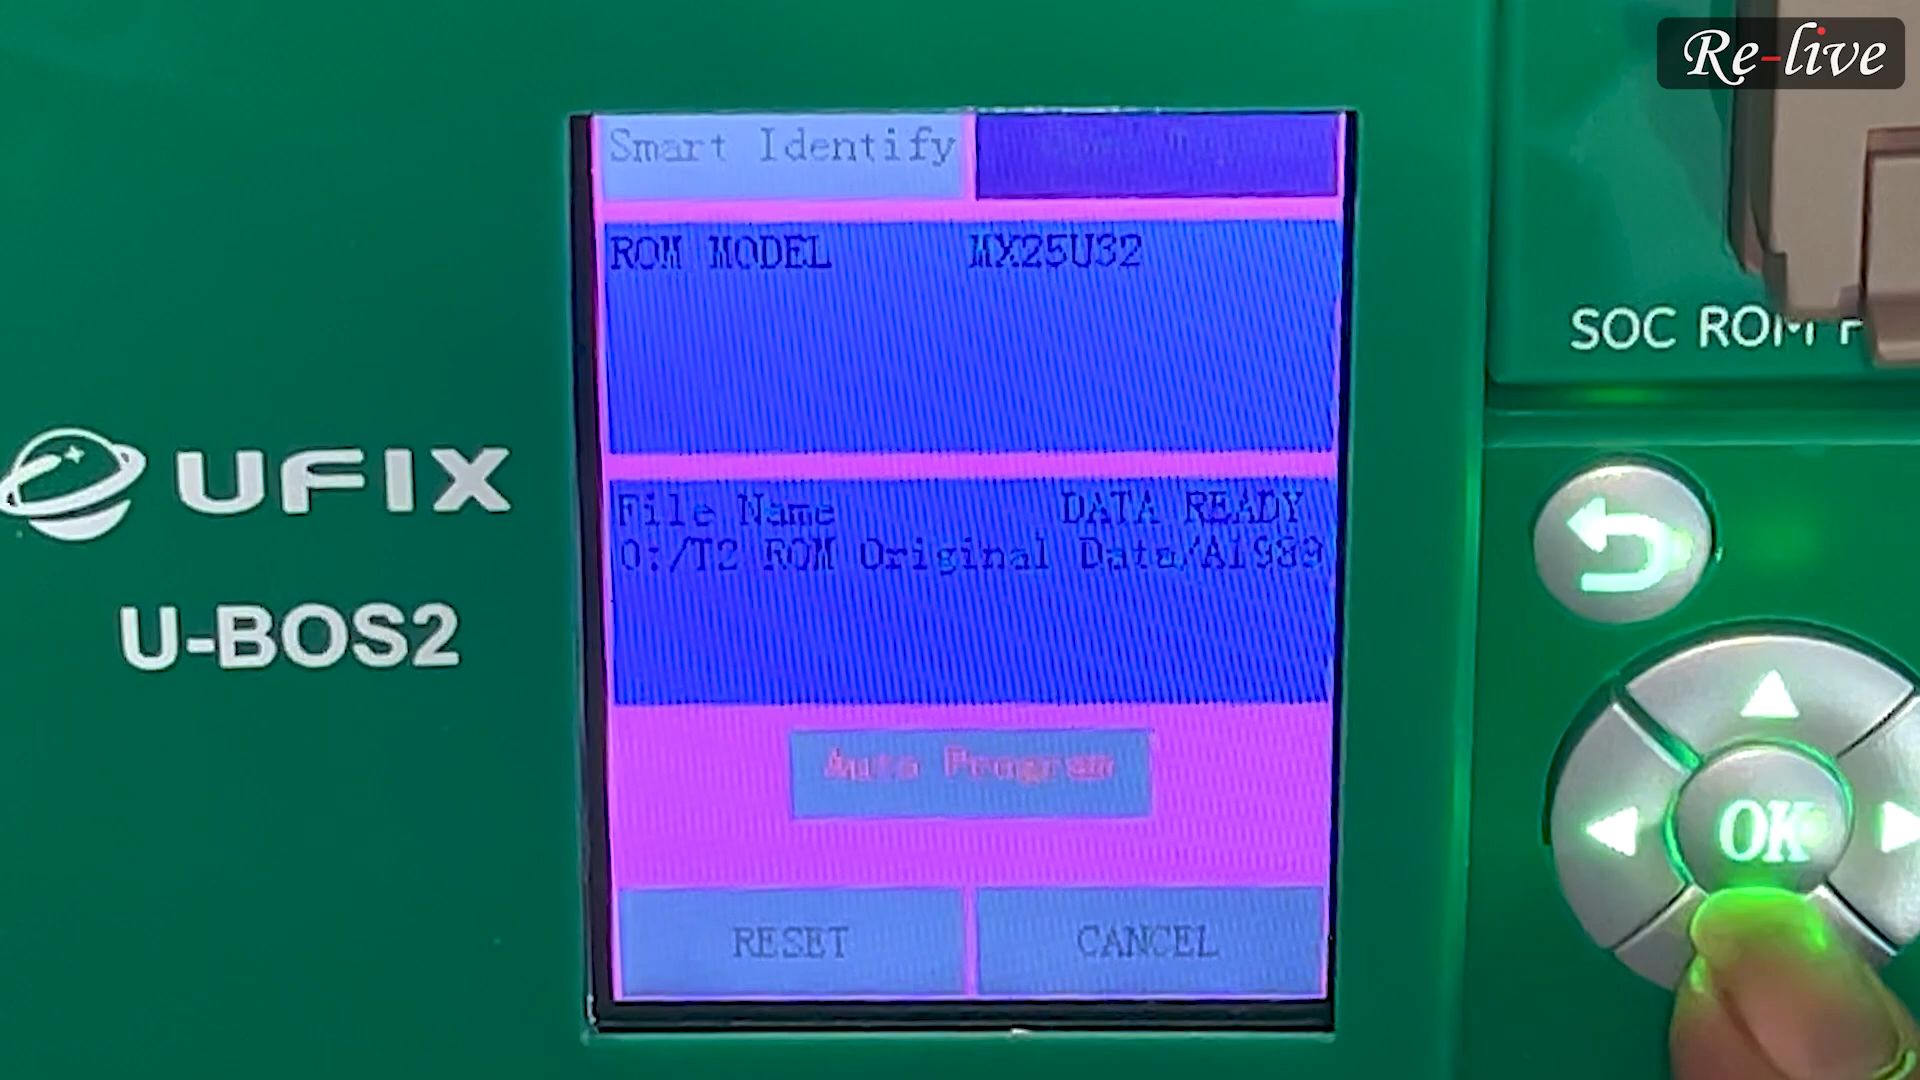 Re-live
Smart Identify
ROM MODEL MX25U32
SOC ROM
UFIX
File Name DATA READY
0:/T2 ROM Original Data/A1989
U-BOS2
Auto Program
OK
RESET CANCEL